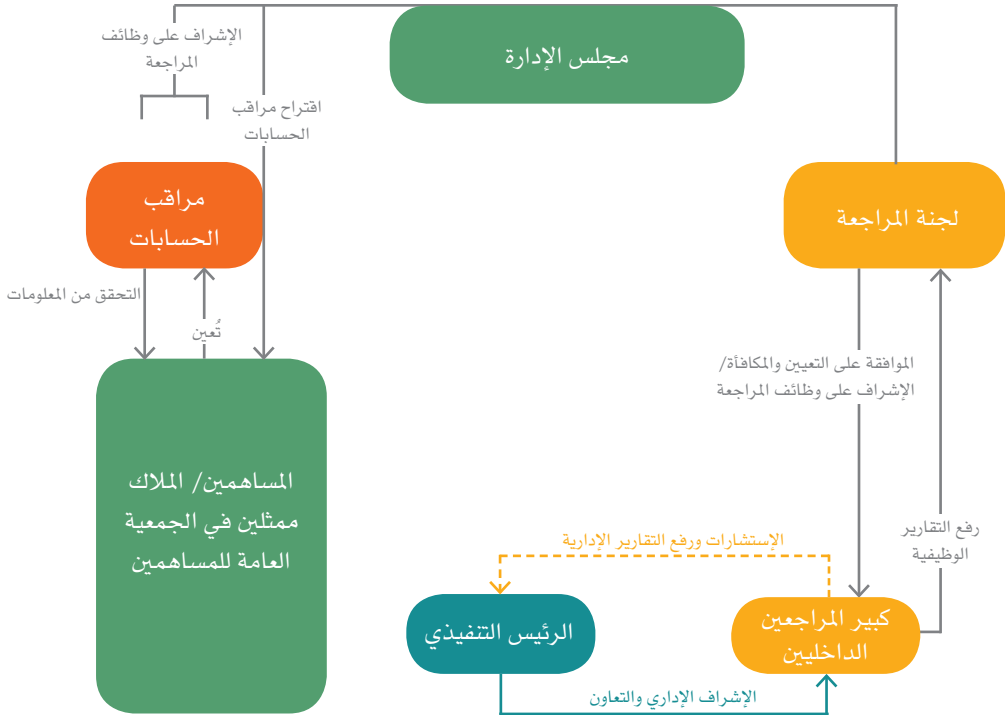 مجلس الإدارة
الإشراف على وظائف
المراجعة
اقتراح مراقب
الحسابات
مراقب
الحسابات
لجنة المراجعة
التحقق من المعلومات
تُعين
الموافقة على التعيين والمكافأة/
الإشراف على وظائف المراجعة
المساهمين/ الملاك
ممثلين في الجمعية
العامة للمساهمين
رفع التقارير
الوظيفية
الإستشارات ورفع التقارير الإدارية
الرئيس التنفيذي
كبير المراجعين
الداخليين
الإشراف الإداري والتعاون